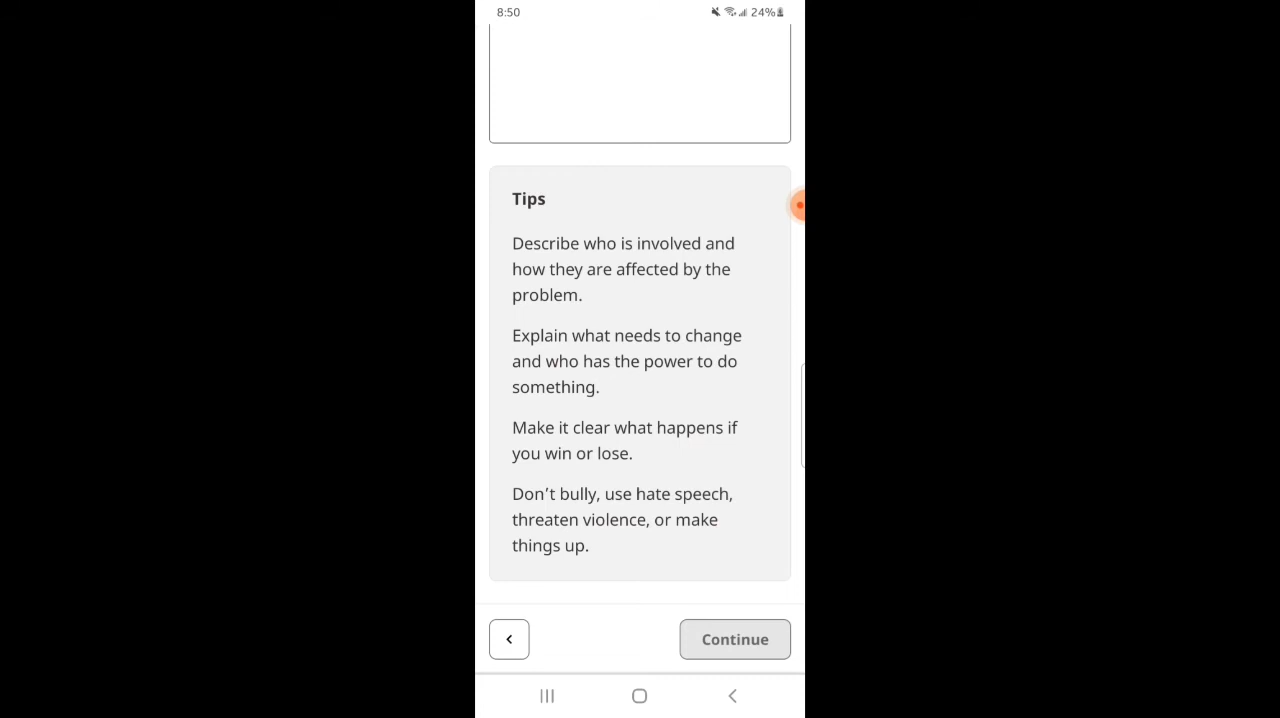 8:50
24%
Tips
Describe who is involved and
how they are affected by the
problem.
Explain what needs to change
and who has the power to do
something.
Make it clear what happens if
you win or lose.
Don’t bully, use hate speech,
threaten violence, or make
things up.
Continue